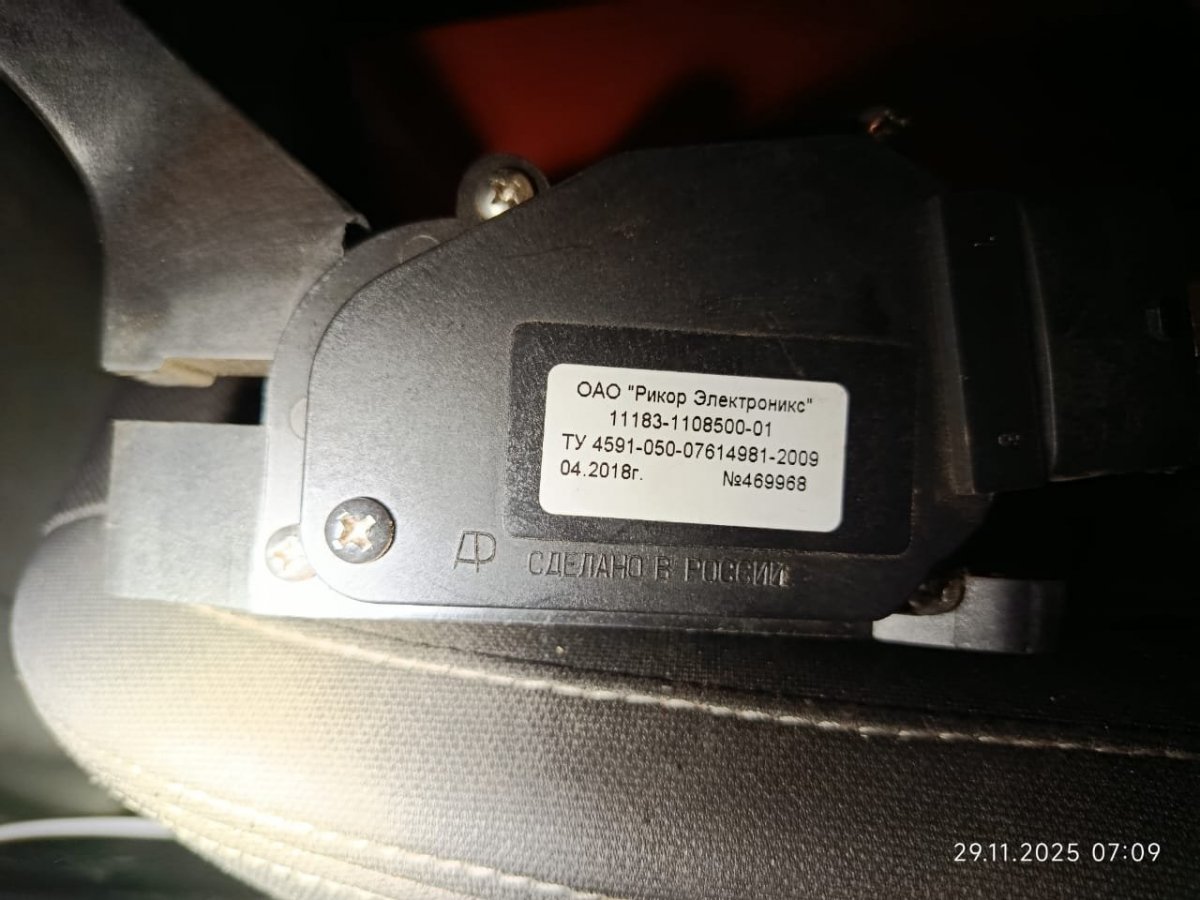 ОАО "Рикор Электроникс"
11183-1108500-01
ТУ 4591-050-07614981-2009
04.2018г. №469968
ДР СДЕЛАНО В РОССИИ
29.11.2025 07:09